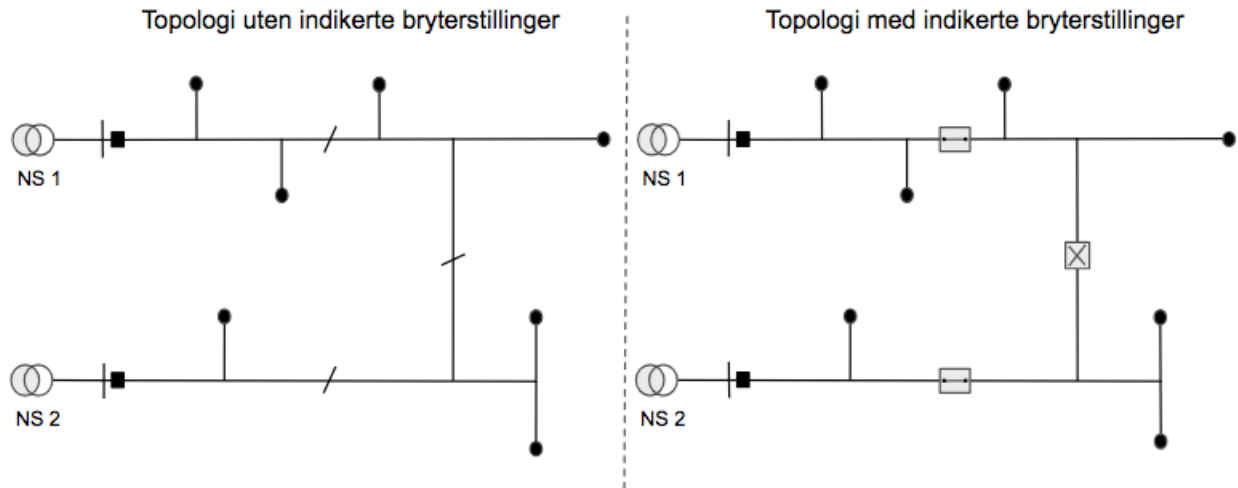 Topologi uten indikerte bryterstillinger
Topologi med indikerte bryterstillinger
NS 1
NS 1
NS 2
NS 2